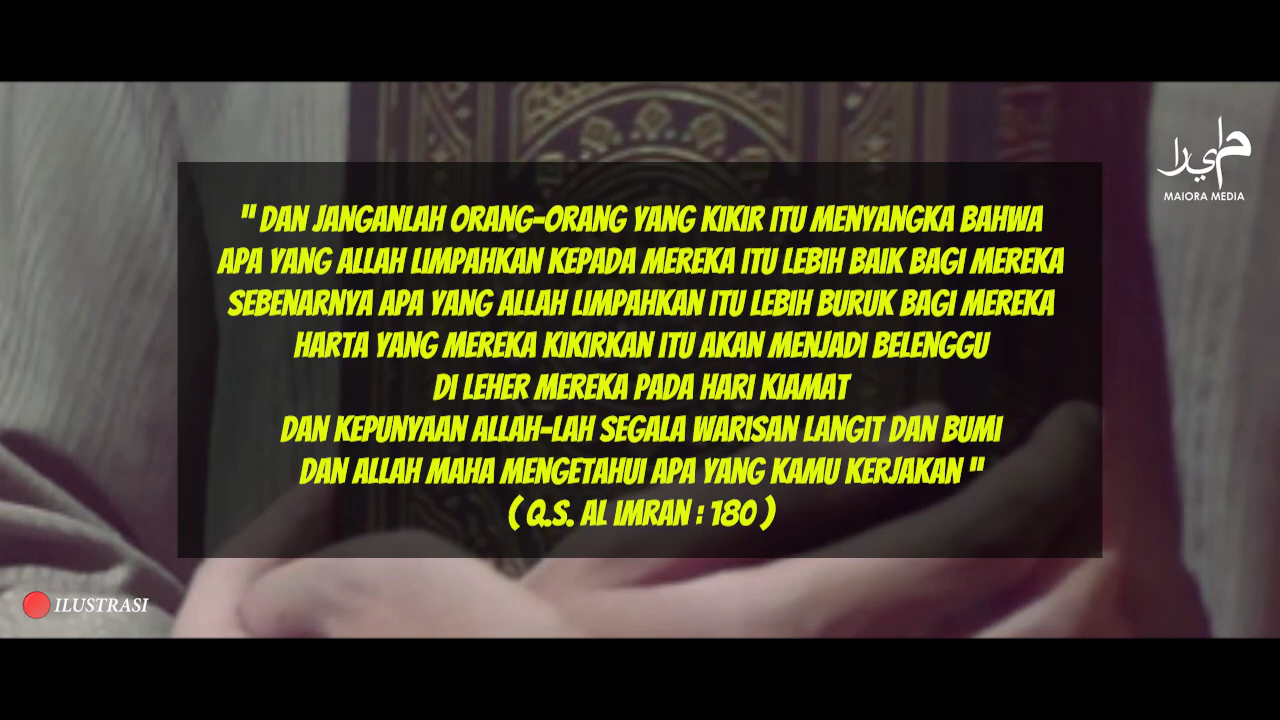 " DAN JANGANLAH ORANG-ORANG YANG KIKIR ITU MENYANGKA BAHWA
APA YANG ALLAH LIMPAHKAN KEPADA MEREKA ITU LEBIH BAIK BAGI MEREKA
SEBENARNYA APA YANG ALLAH LIMPAHKAN ITU LEBIH BURUK BAGI MEREKA
HARTA YANG MEREKA KIKIRKAN ITU AKAN MENJADI BELENGGU
DI LEHER MEREKA PADA HARI KIAMAT
DAN KEPUNYAAN ALLAH-LAH SEGALA WARISAN LANGIT DAN BUMI
DAN ALLAH MAHA MENGETAHUI APA YANG KAMU KERJAKAN "
( Q.S. AL IMRAN : 180 )
MAIORA MEDIA
ILUSTRASI